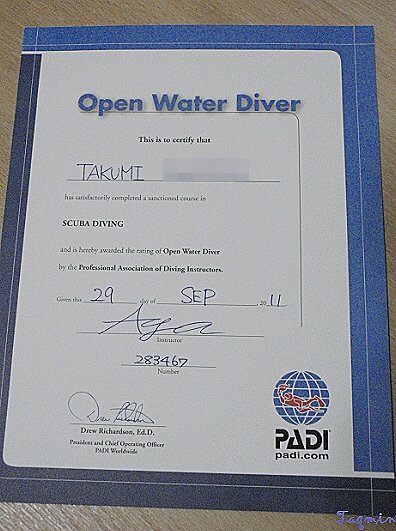 Open Water Diver
This is to certify that
TAKUMI
has satisfactorily completed a sanctioned course in
SCUBA DIVING
and is hereby awarded the rating of Open Water Diver
by the Professional Association of Diving Instructors.
Given this 29 day of SEP 2011.
Instructor
283467
Number
Drew Richardson, Ed.D.
President and Chief Operating Officer
PADI Worldwide
PADI
padi.com
Taqmin